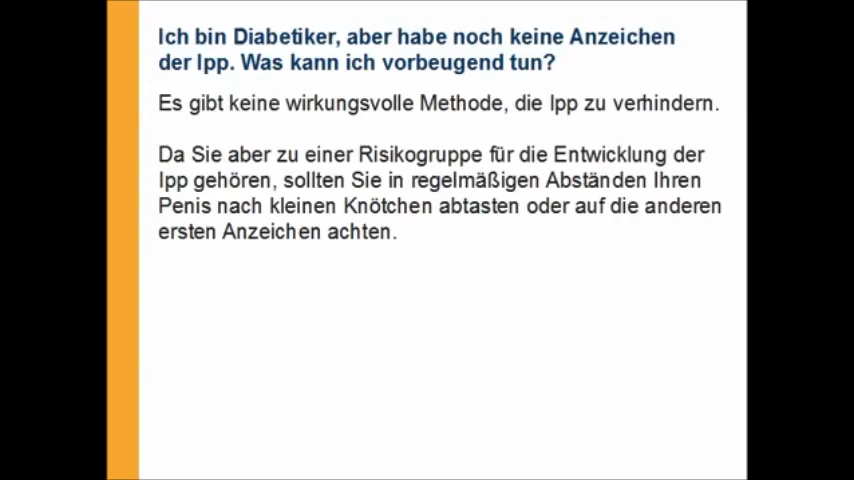 Ich bin Diabetiker, aber habe noch keine Anzeichen
der Ipp. Was kann ich vorbeugend tun?
Es gibt keine wirkungsvolle Methode, die Ipp zu verhindern.
Da Sie aber zu einer Risikogruppe für die Entwicklung der
Ipp gehören, sollten Sie in regelmäßigen Abständen Ihren
Penis nach kleinen Knötchen abtasten oder auf die anderen
ersten Anzeichen achten.